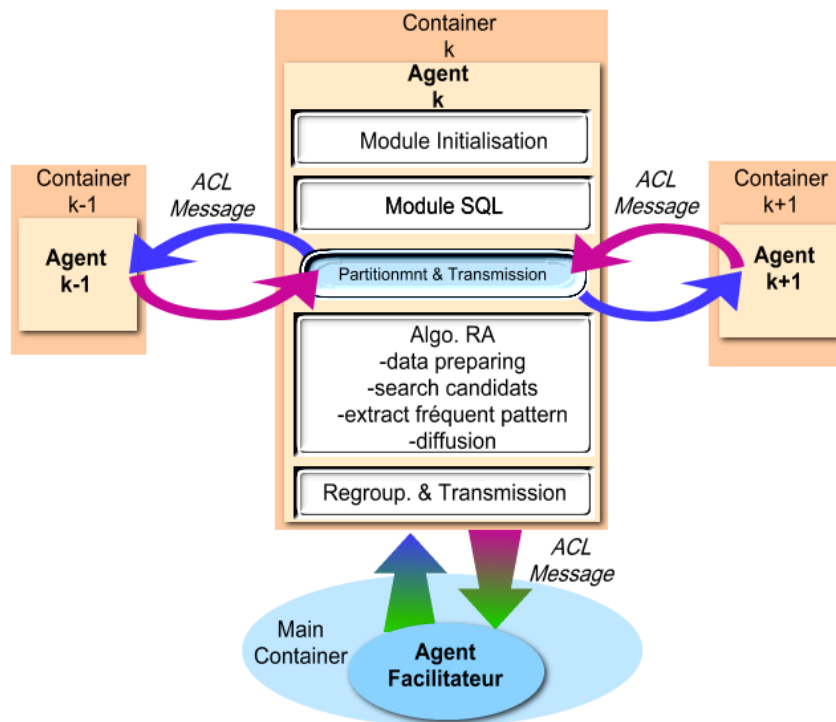 Container
k
Agent
k
Module Initialisation
Module SQL
Partitionmnt & Transmission
Algo. RA
-data preparing
-search candidats
-extract fréquent pattern
-diffusion
Regroup. & Transmission
Container
k-1
Agent
k-1
ACL
Message
ACL
Message
Container
k+1
Agent
k+1
ACL
Message
Main
Container
Agent
Facilitateur